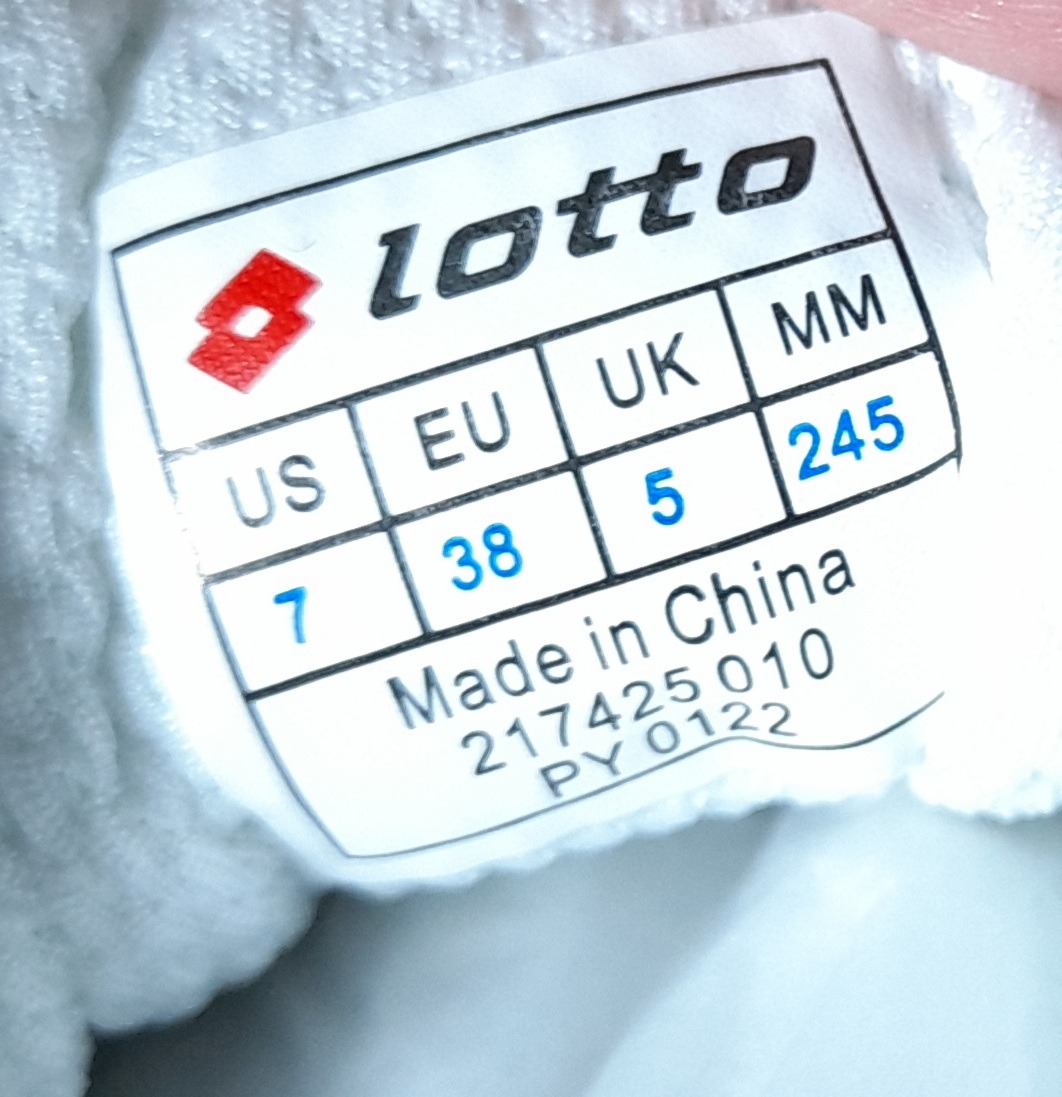 lotto
US EU UK MM
7 38 5 245
Made in China
217425 010
PY 0122